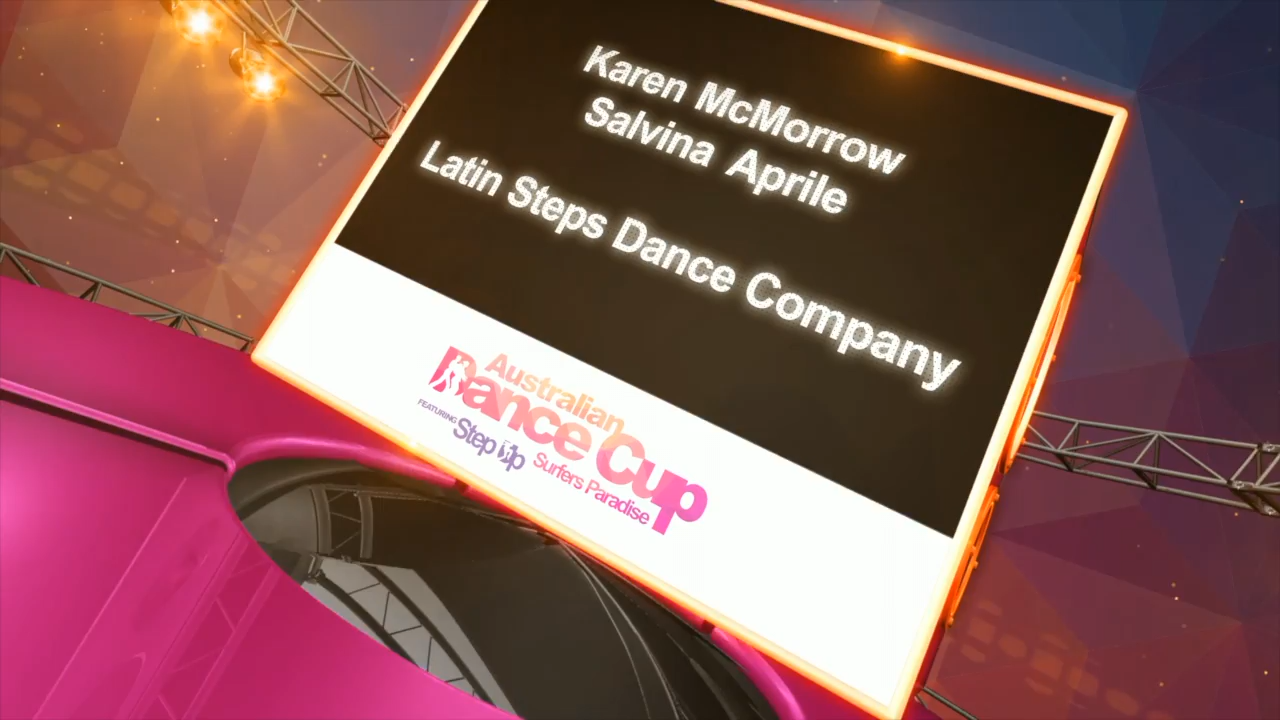 Karen McMorrow
Salvina Aprile
Latin Steps Dance Company
Australian
Dance Cup
FEATURING Step Up Surfers Paradise